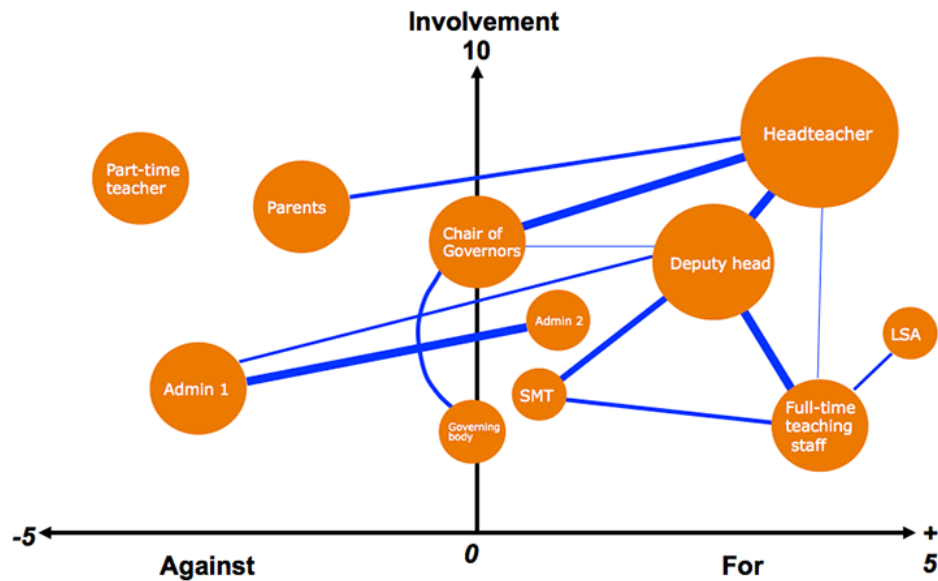 Involvement
10
Headteacher
Part-time
teacher
Parents
Chair of
Governors
Deputy head
Admin 2
LSA
Admin 1
SMT
Full-time
teaching
staff
Governing
body
-5
+
5
0
Against
For